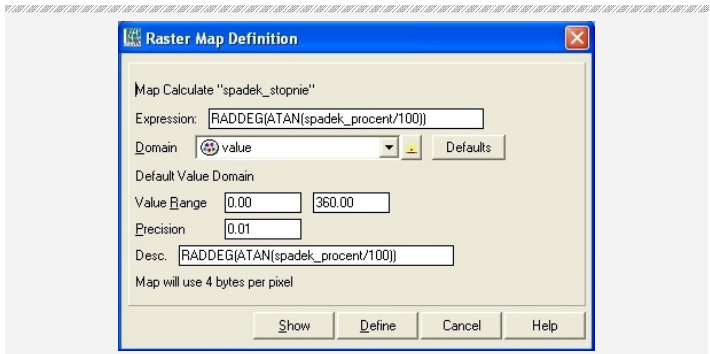 Raster Map Definition
Map Calculate "spadek_stopnie"
Expression: RADDEG(ATAN(spadek_procent/100))
Domain value Defaults
Default Value Domain
Value Range 0.00 360.00
Precision 0.01
Desc. RADDEG(ATAN(spadek_procent/100))
Map will use 4 bytes per pixel
Show Define Cancel Help